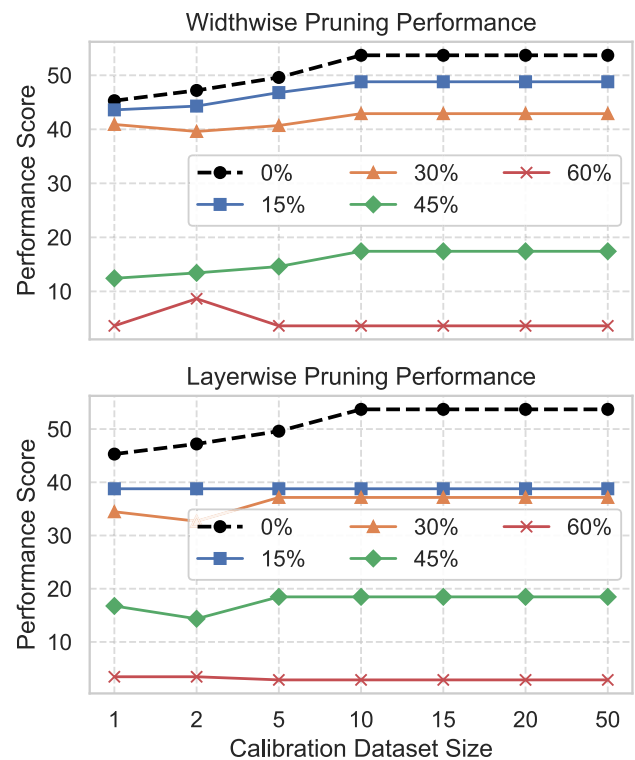 Widthwise Pruning Performance
Performance Score
50
40
30
20
10
0% 30% 60%
15% 45%
Layerwise Pruning Performance
Performance Score
50
40
30
20
10
0% 30% 60%
15% 45%
1 2 5 10 15 20 50
Calibration Dataset Size